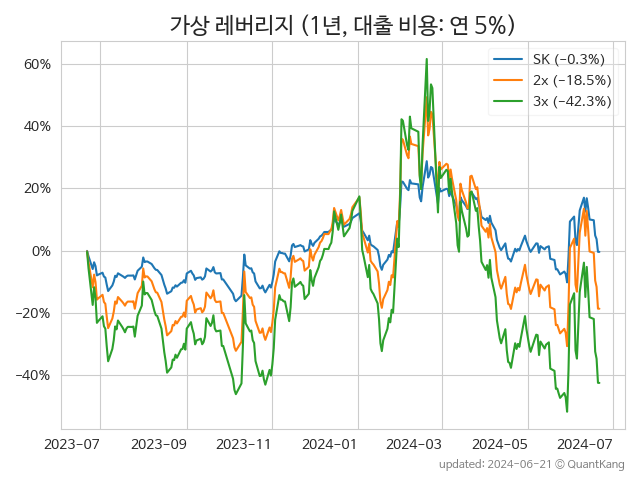 가상 레버리지 (1년, 대출 비용: 연 5%)
SK (−0.3%)
2x (−18.5%)
3x (−42.3%)
60%
40%
20%
0%
−20%
−40%
2023-07
2023-09
2023-11
2024-01
2024-03
2024-05
2024-07
updated: 2024-06-21 © QuantKang